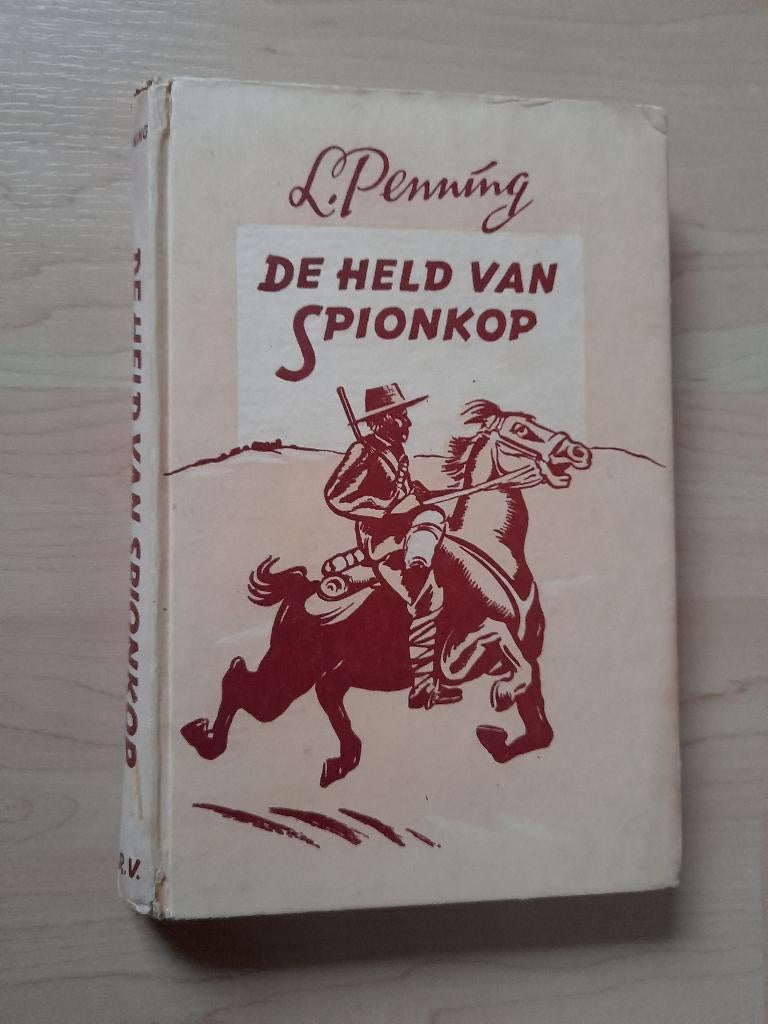 L. Penning
DE HELD VAN
SPIONKOP
DE HELD VAN SPIONKOP
R.V.